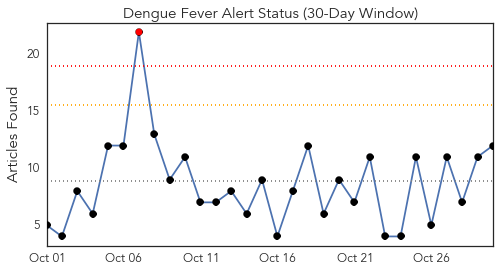 Dengue Fever Alert Status (30-Day Window)
Articles Found
20
15
10
5
Oct 01 Oct 06 Oct 11 Oct 16 Oct 21 Oct 26